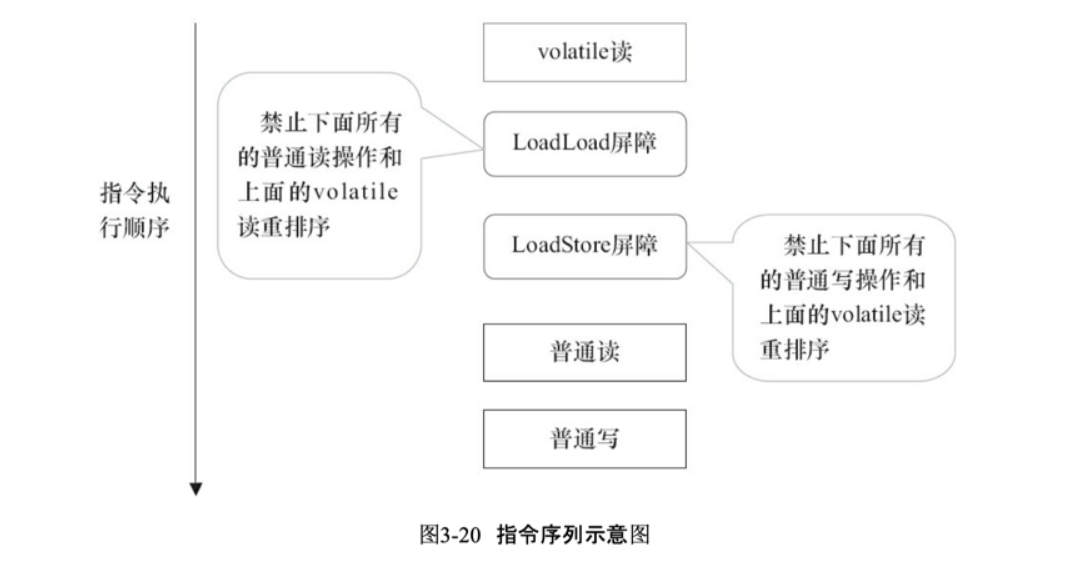 volatile读
禁止下面所有
的普通读操作和
上面的volatile
读重排序
LoadLoad屏障
指令执
行顺序
LoadStore屏障
禁止下面所有
的普通写操作和
上面的volatile读
重排序
普通读
普通写
图3-20 指令序列示意图